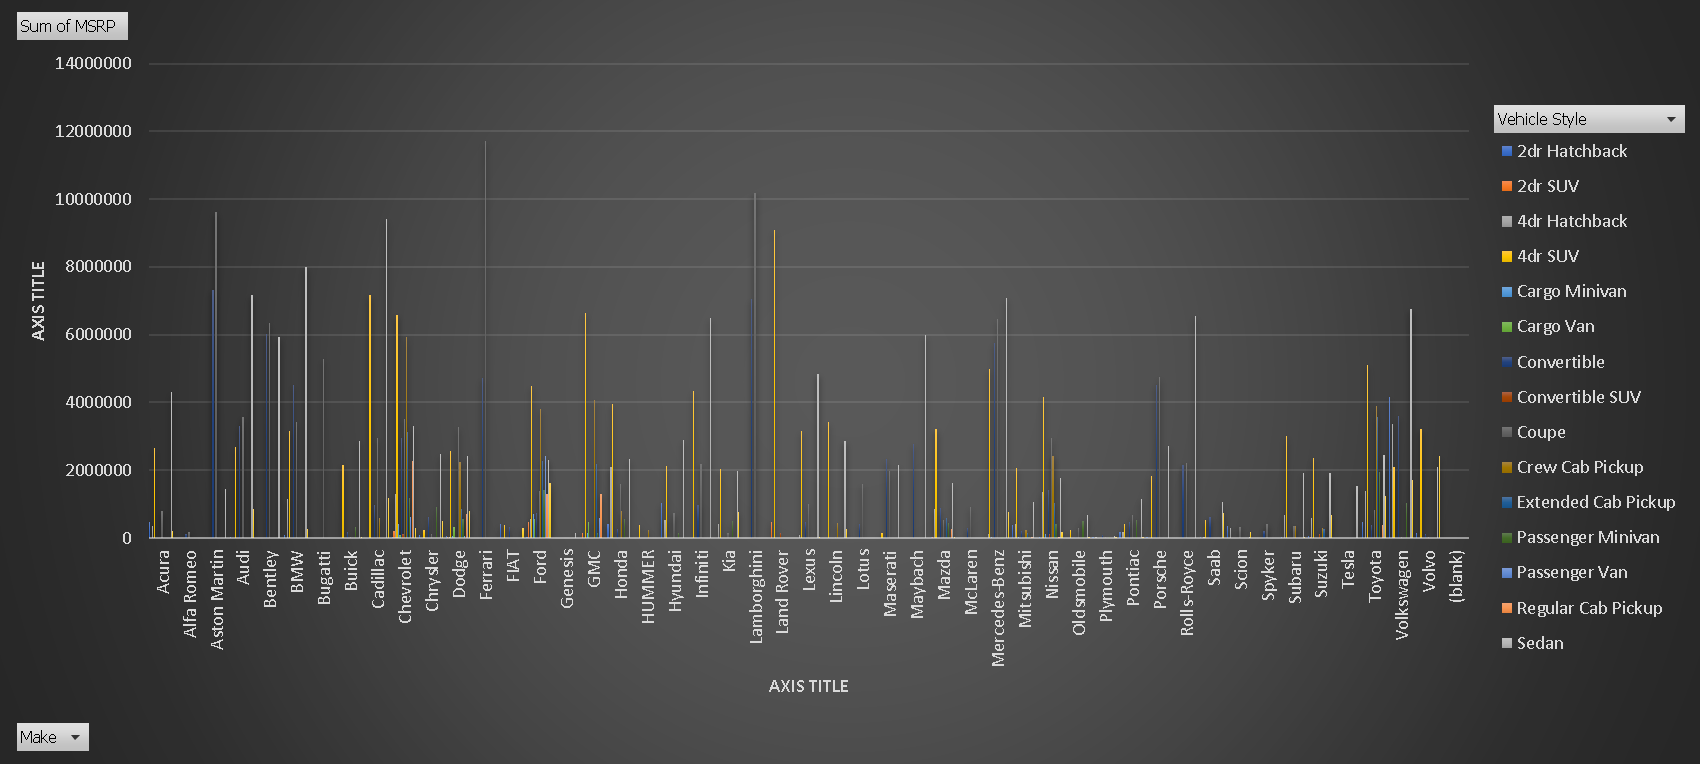 Sum of MSRP
14000000
12000000
10000000
8000000
6000000
4000000
2000000
0
AXIS TITLE
Acura
Alfa Romeo
Aston Martin
Audi
Bentley
BMW
Bugatti
Buick
Cadillac
Chevrolet
Chrysler
Dodge
Ferrari
FIAT
Ford
Genesis
GMC
Honda
HUMMER
Hyundai
Infiniti
Kia
Lamborghini
Land Rover
Lexus
Lincoln
Lotus
Maserati
Maybach
Mazda
McLaren
Mercedes-Benz
Mitsubishi
Nissan
Oldsmobile
Plymouth
Pontiac
Porsche
Rolls-Royce
Saab
Scion
Spyker
Subaru
Suzuki
Tesla
Toyota
Volkswagen
Volvo
(blank)
AXIS TITLE
Vehicle Style
2dr Hatchback
2dr SUV
4dr Hatchback
4dr SUV
Cargo Minivan
Cargo Van
Convertible
Convertible SUV
Coupe
Crew Cab Pickup
Extended Cab Pickup
Passenger Minivan
Passenger Van
Regular Cab Pickup
Sedan
Make